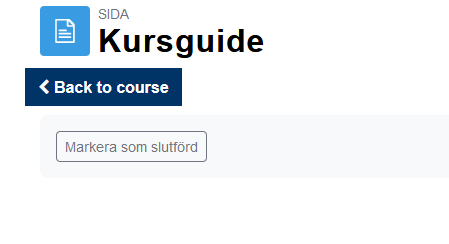 SIDA
Kursguide
Back to course
Markera som slutförd